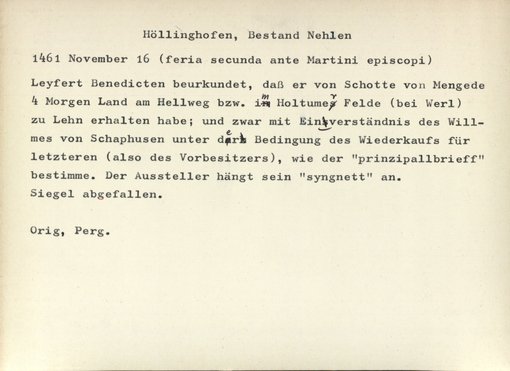 Höllinghofen, Bestand Nehlen
1461 November 16 (feria secunda ante Martini episcopi)
Leyfert Benedicten beurkundet, daß er von Schotte von Mengede
4 Morgen Land am Hellweg bzw. im Holtumer Felde (bei Werl)
zu Lehn erhalten habe; und zwar mit Einverständnis des Will-
mes von Schaphusen unter der Bedingung des Wiederkaufs für
letzteren (also des Vorbesitzers), wie der "prinzipallbrieff"
bestimme. Der Aussteller hängt sein "syngnett" an.
Siegel abgefallen.
Orig, Perg.